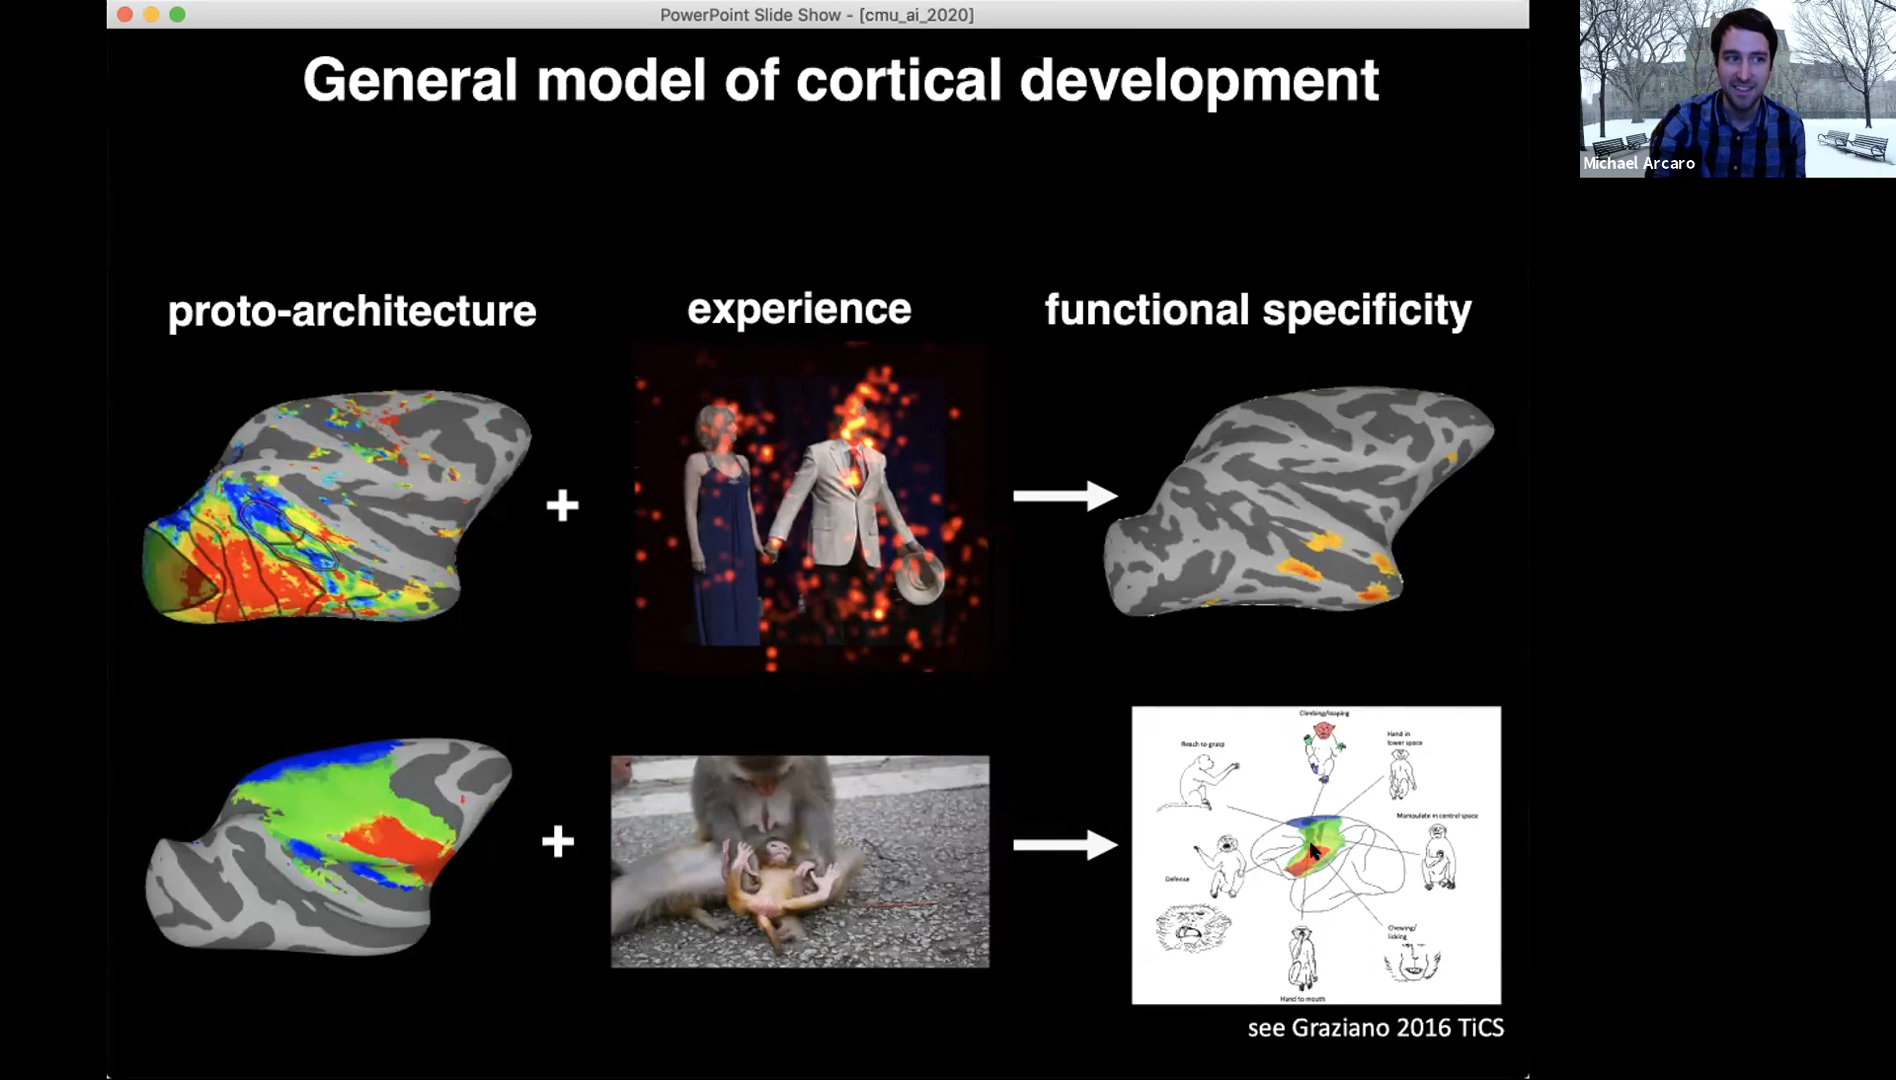 PowerPoint Slide Show - [cmu_ai_2020]
General model of cortical development
Michael Arcaro
proto-architecture
experience
functional specificity
+
+
Climbing/leaping
Reach to grasp
Hand in
lower space
Manipulate in central space
Defense
Chewing/
licking
Hand to mouth
see Graziano 2016 TiCS